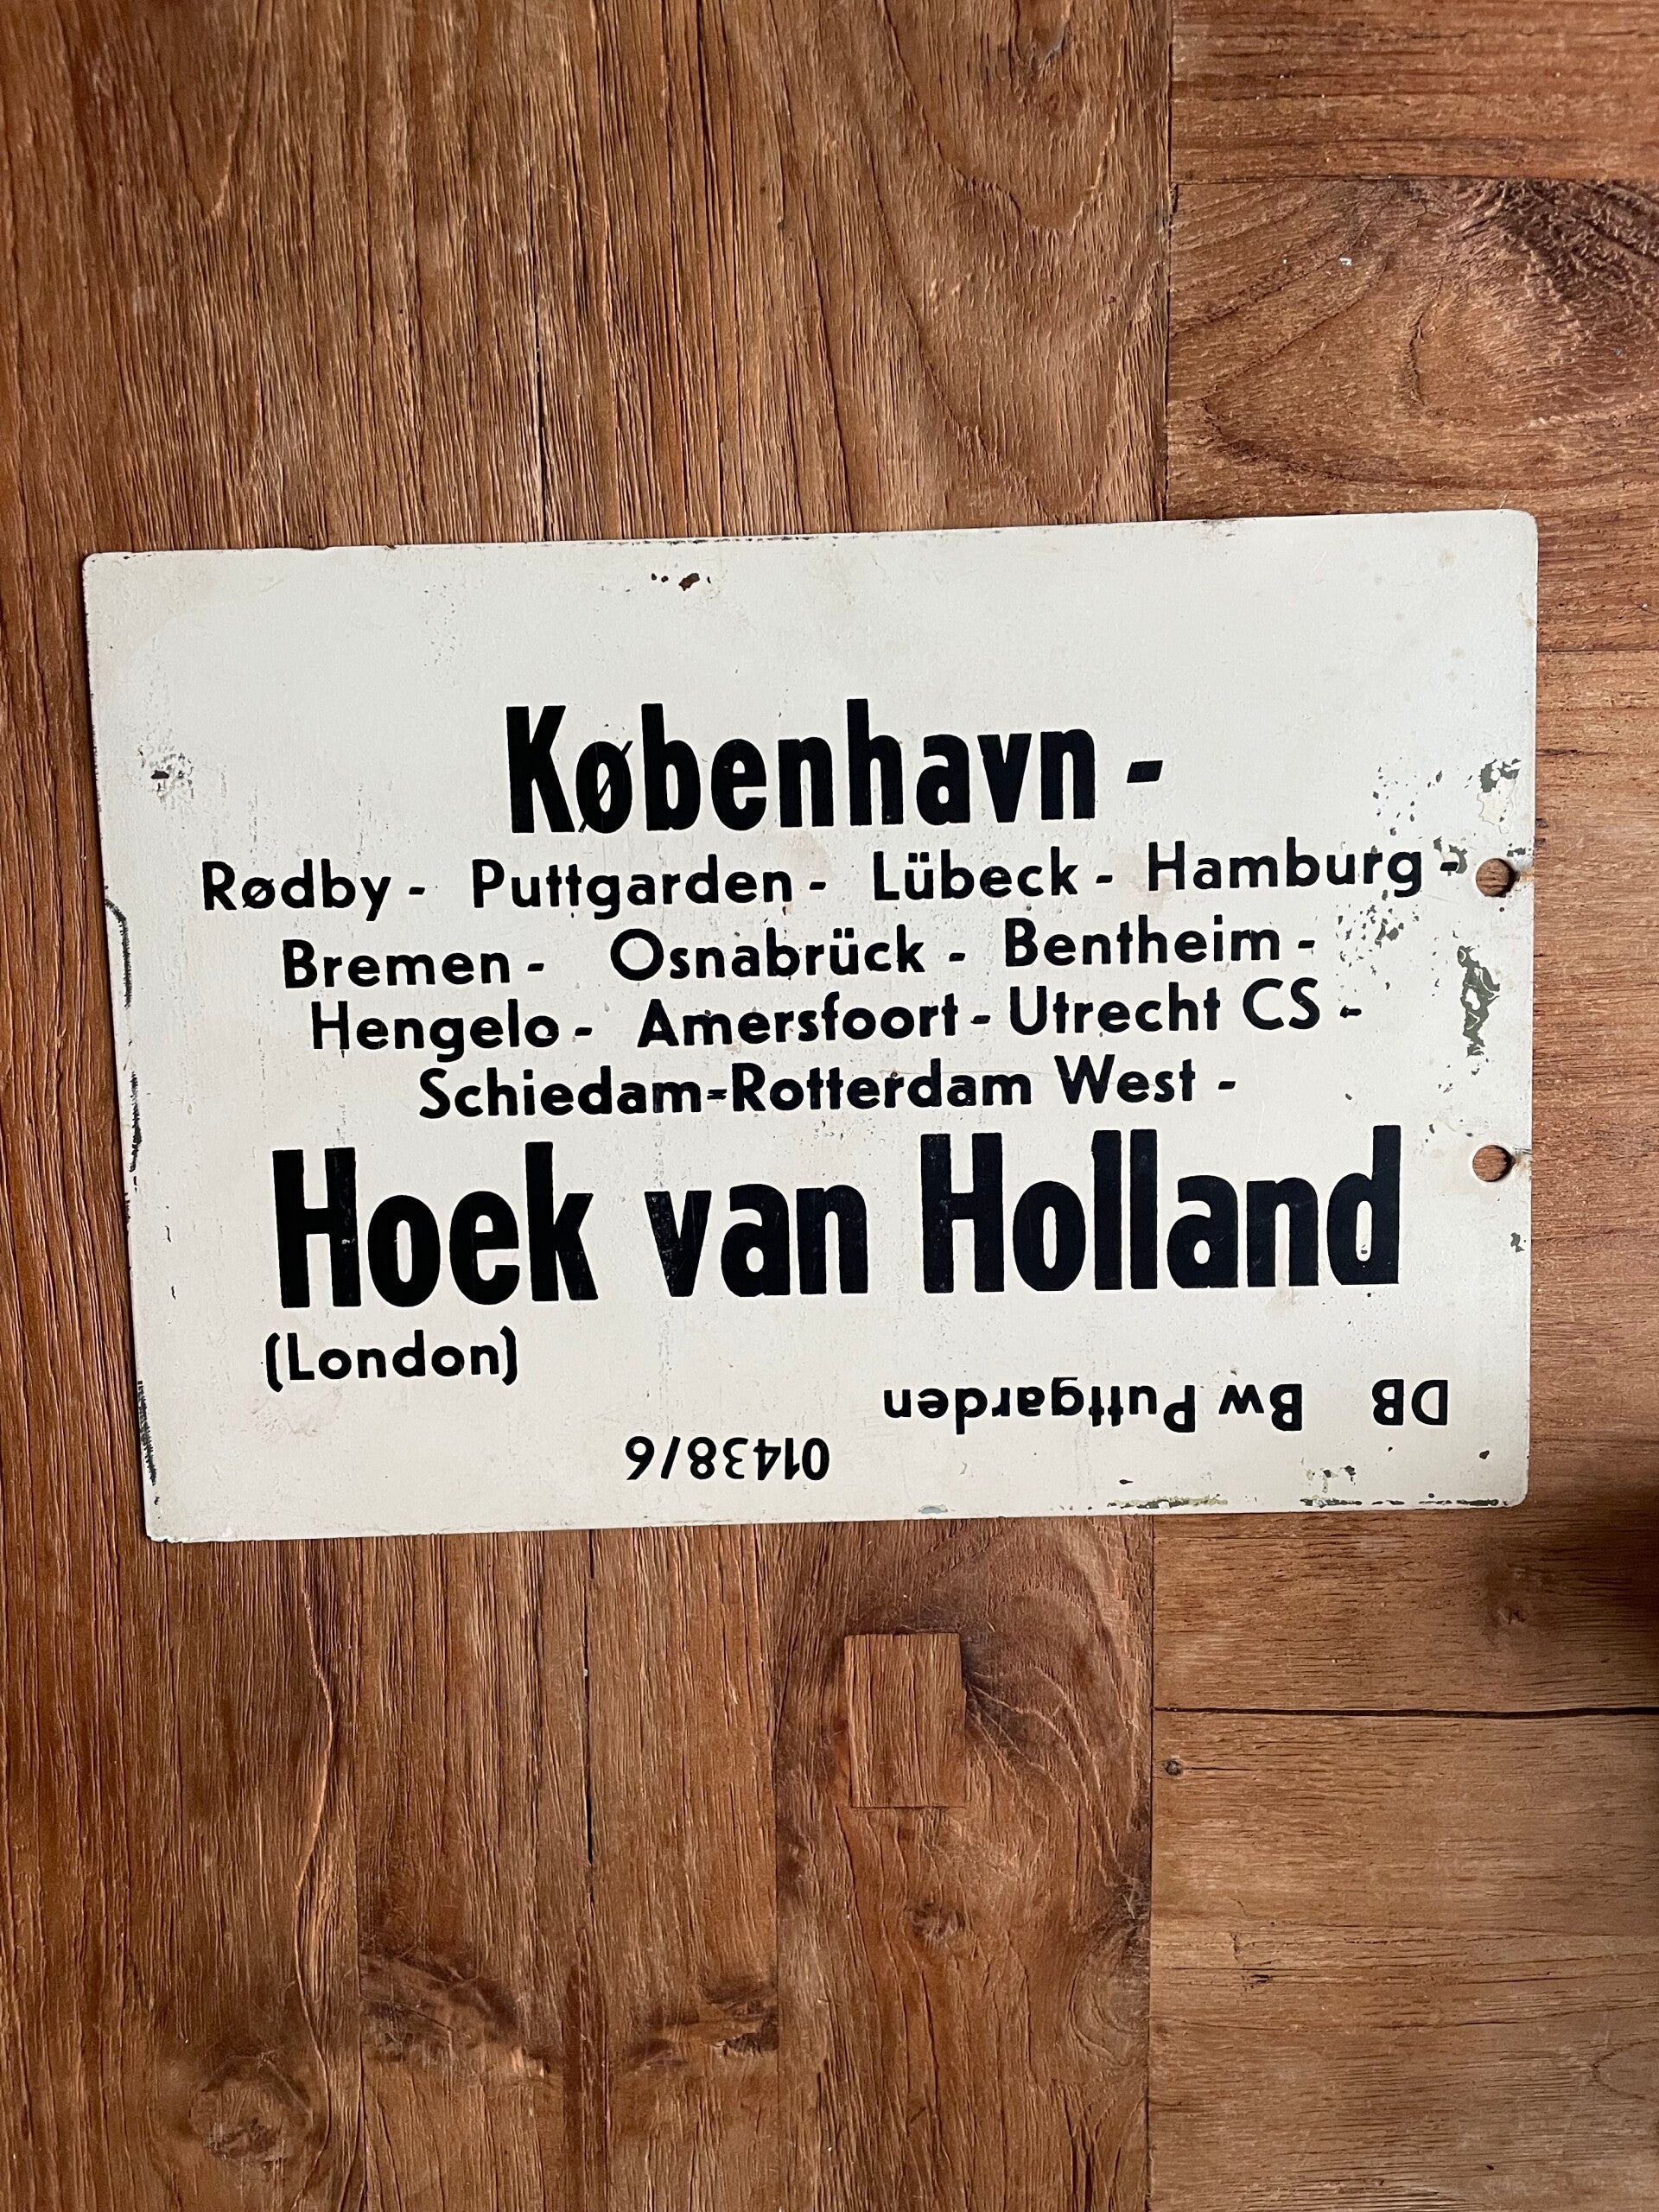 København -
Rødby - Puttgarden - Lübeck - Hamburg -
Bremen - Osnabrück - Bentheim -
Hengelo - Amersfoort - Utrecht CS -
Schiedam-Rotterdam West -
Hoek van Holland
(London)
DB Bw Puttgarden
01438/6